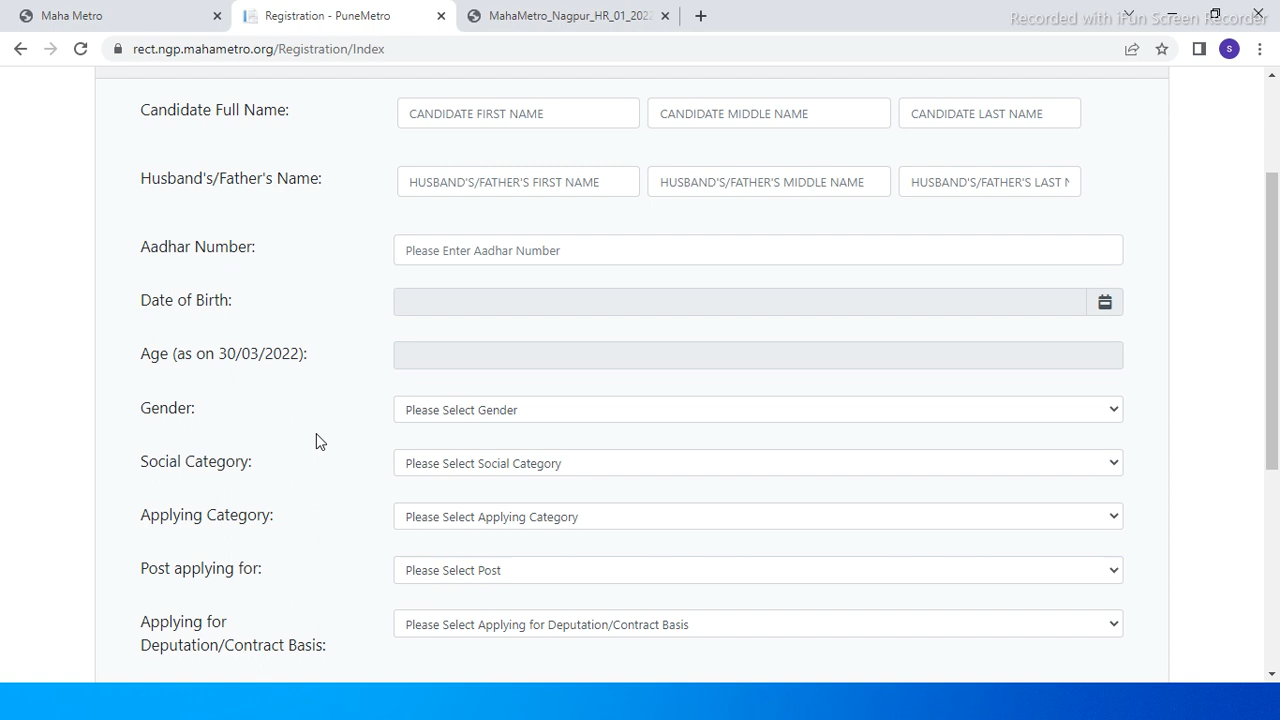 Maha Metro
Registration - PuneMetro
MahaMetro_Nagpur_HR_01_202
Recorded with iFun Screen Recorder
rect.ngp.mahametro.org/Registration/Index
S
Candidate Full Name:
CANDIDATE FIRST NAME
CANDIDATE MIDDLE NAME
CANDIDATE LAST NAME
Husband's/Father's Name:
HUSBAND'S/FATHER'S FIRST NAME
HUSBAND'S/FATHER'S MIDDLE NAME
HUSBAND'S/FATHER'S LAST
Aadhar Number:
Please Enter Aadhar Number
Date of Birth:
Age (as on 30/03/2022):
Gender:
Please Select Gender
Social Category:
Please Select Social Category
Applying Category:
Please Select Applying Category
Post applying for:
Please Select Post
Applying for
Deputation/Contract Basis:
Please Select Applying for Deputation/Contract Basis